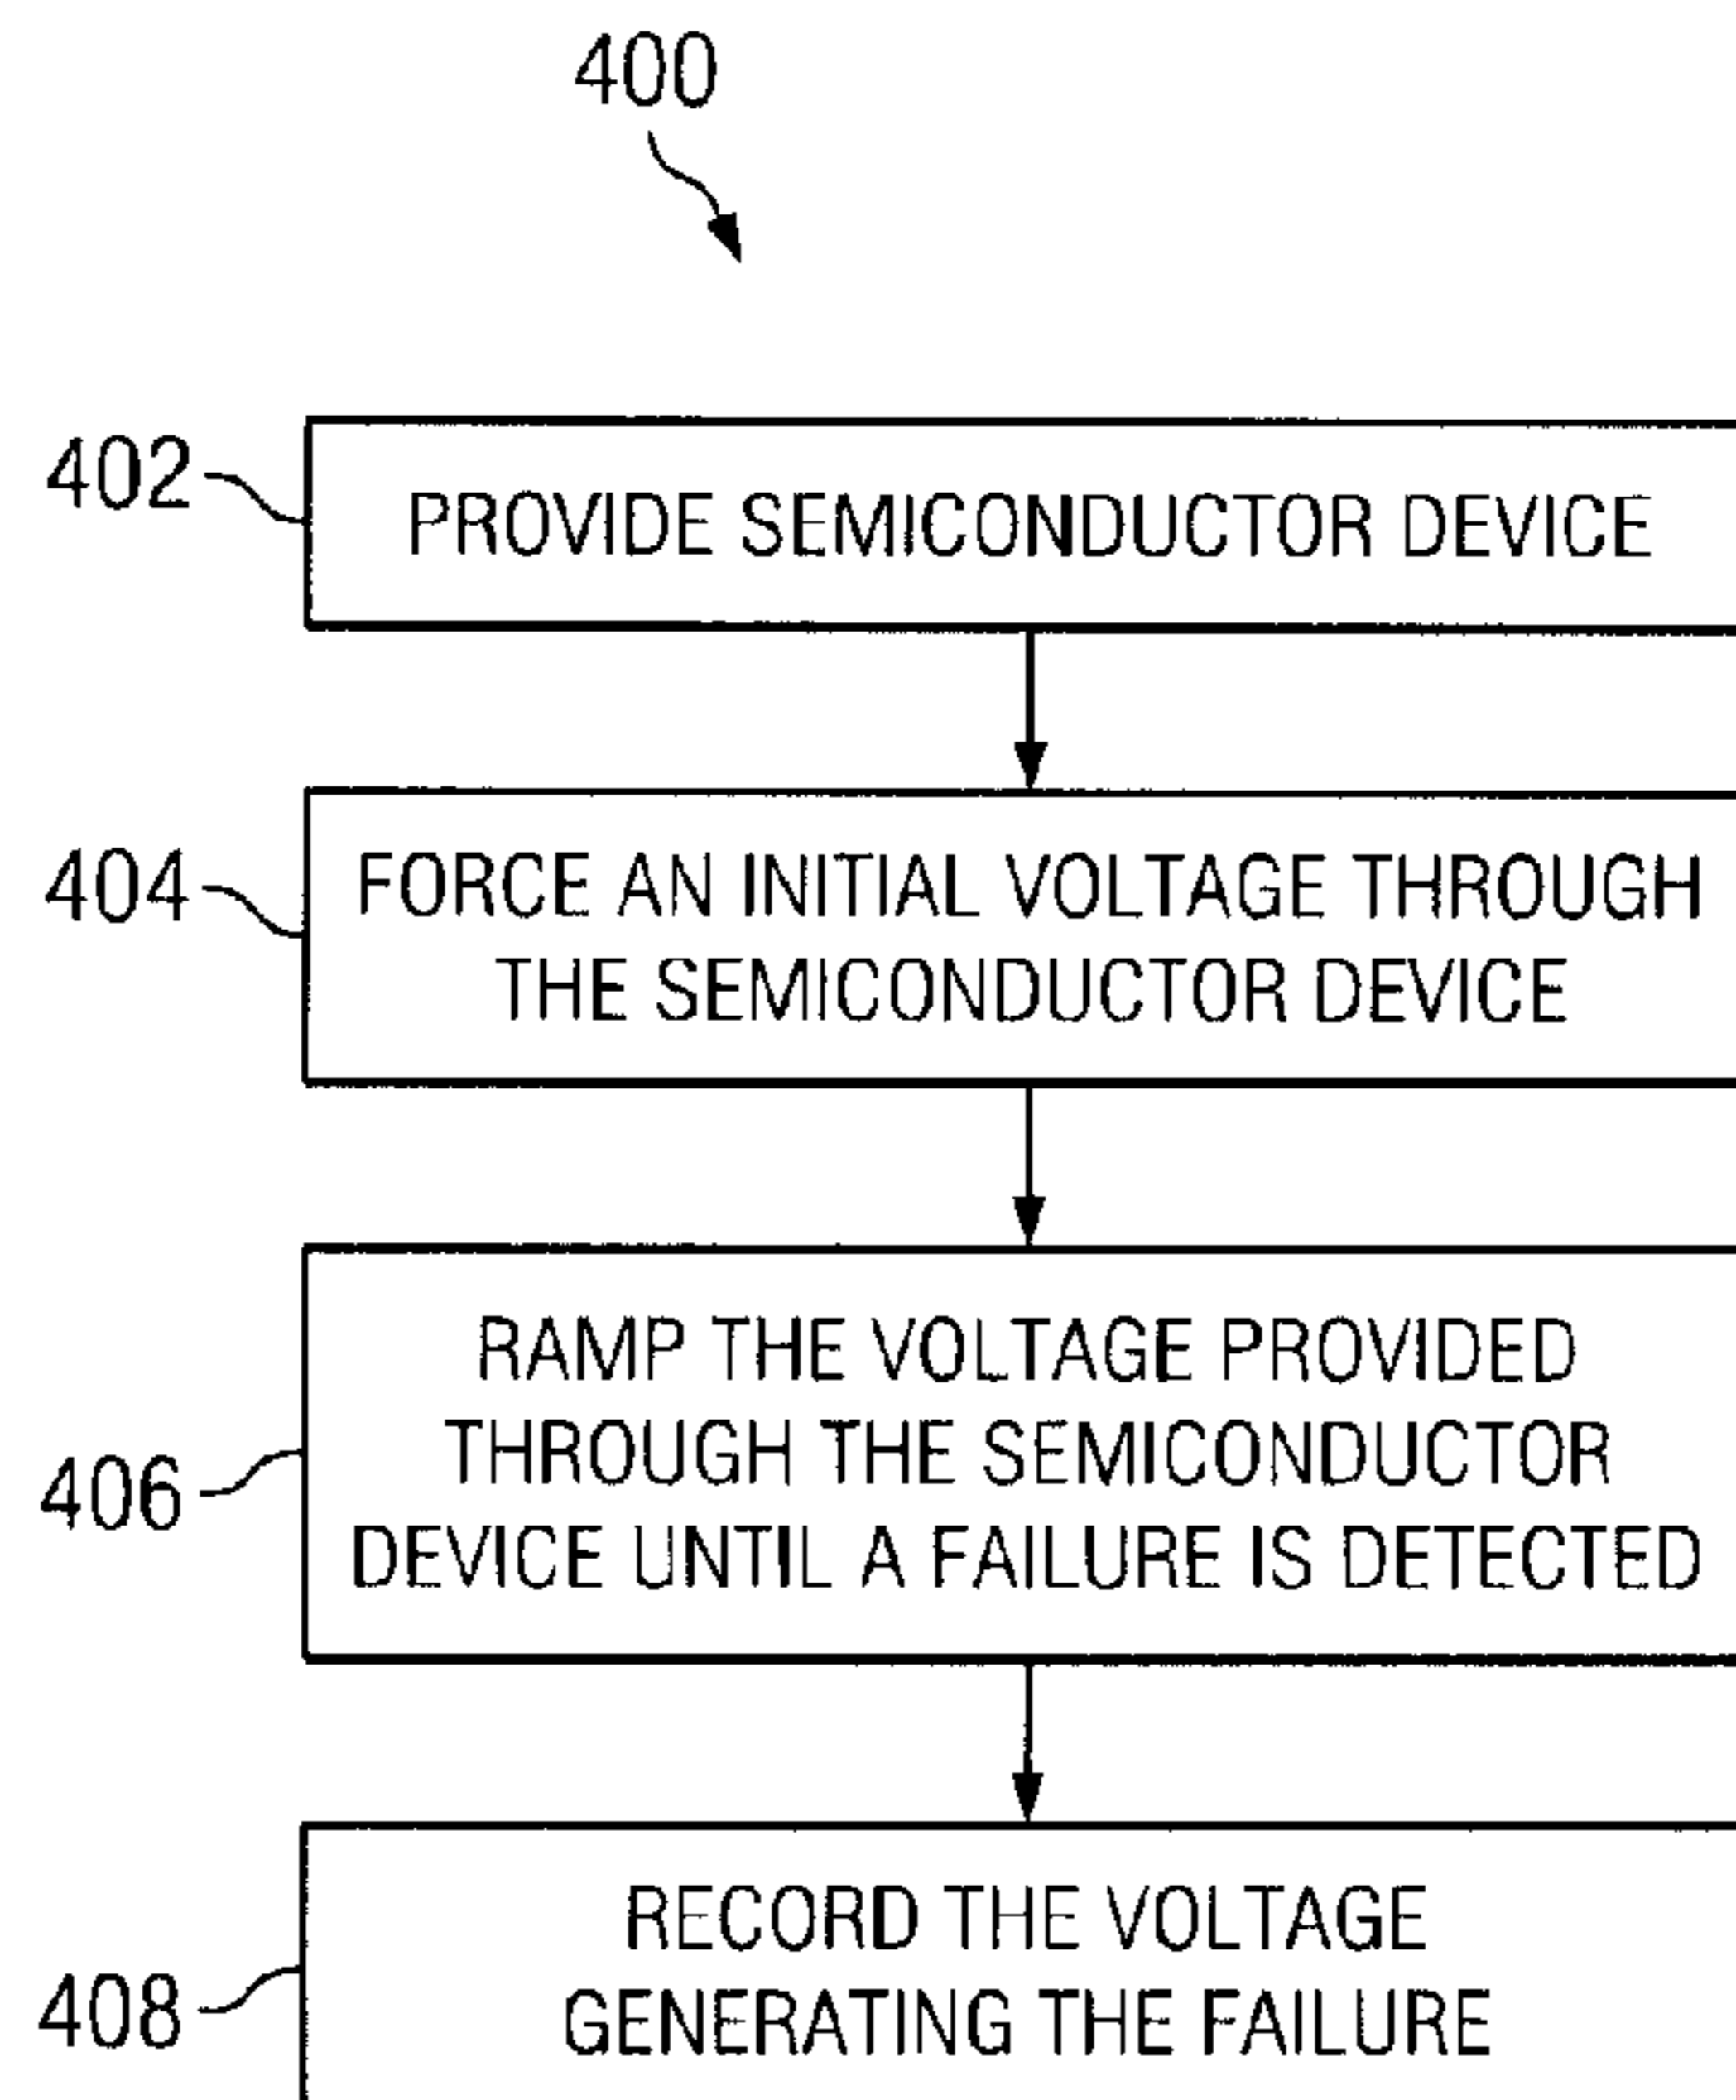 400
402
PROVIDE SEMICONDUCTOR DEVICE
404
FORCE AN INITIAL VOLTAGE THROUGH
THE SEMICONDUCTOR DEVICE
406
RAMP THE VOLTAGE PROVIDED
THROUGH THE SEMICONDUCTOR
DEVICE UNTIL A FAILURE IS DETECTED
408
RECORD THE VOLTAGE
GENERATING THE FAILURE